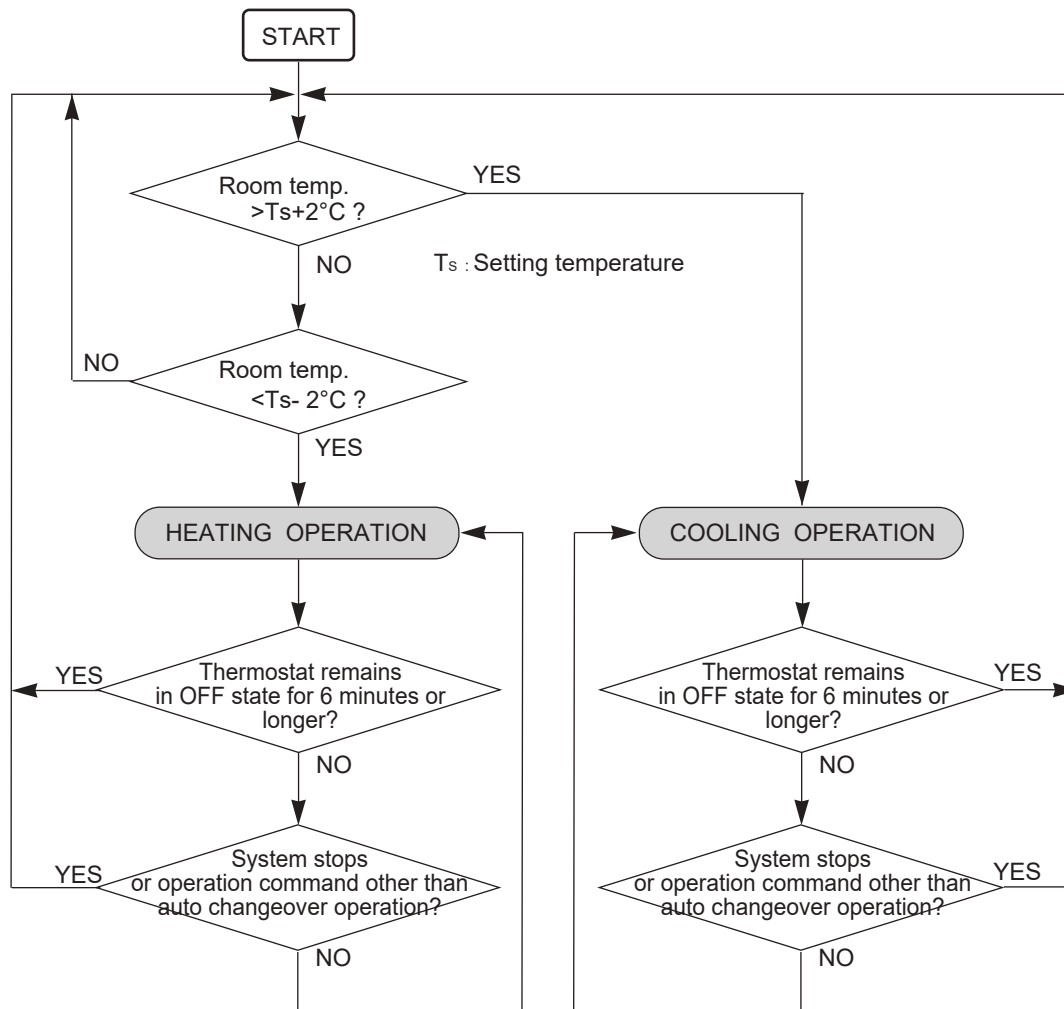 START
YES
Room temp.
>Ts+2°C ?
NO
Ts : Setting temperature
NO
Room temp.
<Ts- 2°C ?
YES
HEATING OPERATION
COOLING OPERATION
YES
Thermostat remains
in OFF state for 6 minutes or
longer?
NO
Thermostat remains
in OFF state for 6 minutes or
longer?
YES
NO
YES
System stops
or operation command other than
auto changeover operation?
NO
System stops
or operation command other than
auto changeover operation?
YES
NO